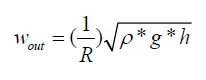 w_out = (1/R)√ρ*g*h